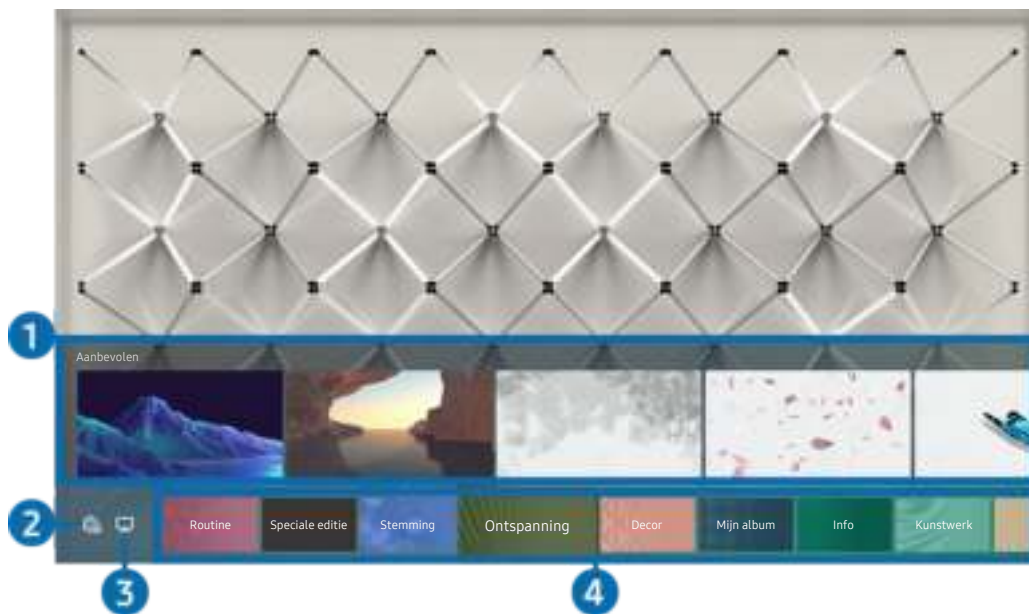 1
Aanbevolen
2
Routine
Speciale editie
Stemming
Ontspanning
Decor
Mijn album
Info
Kunstwerk
3
4